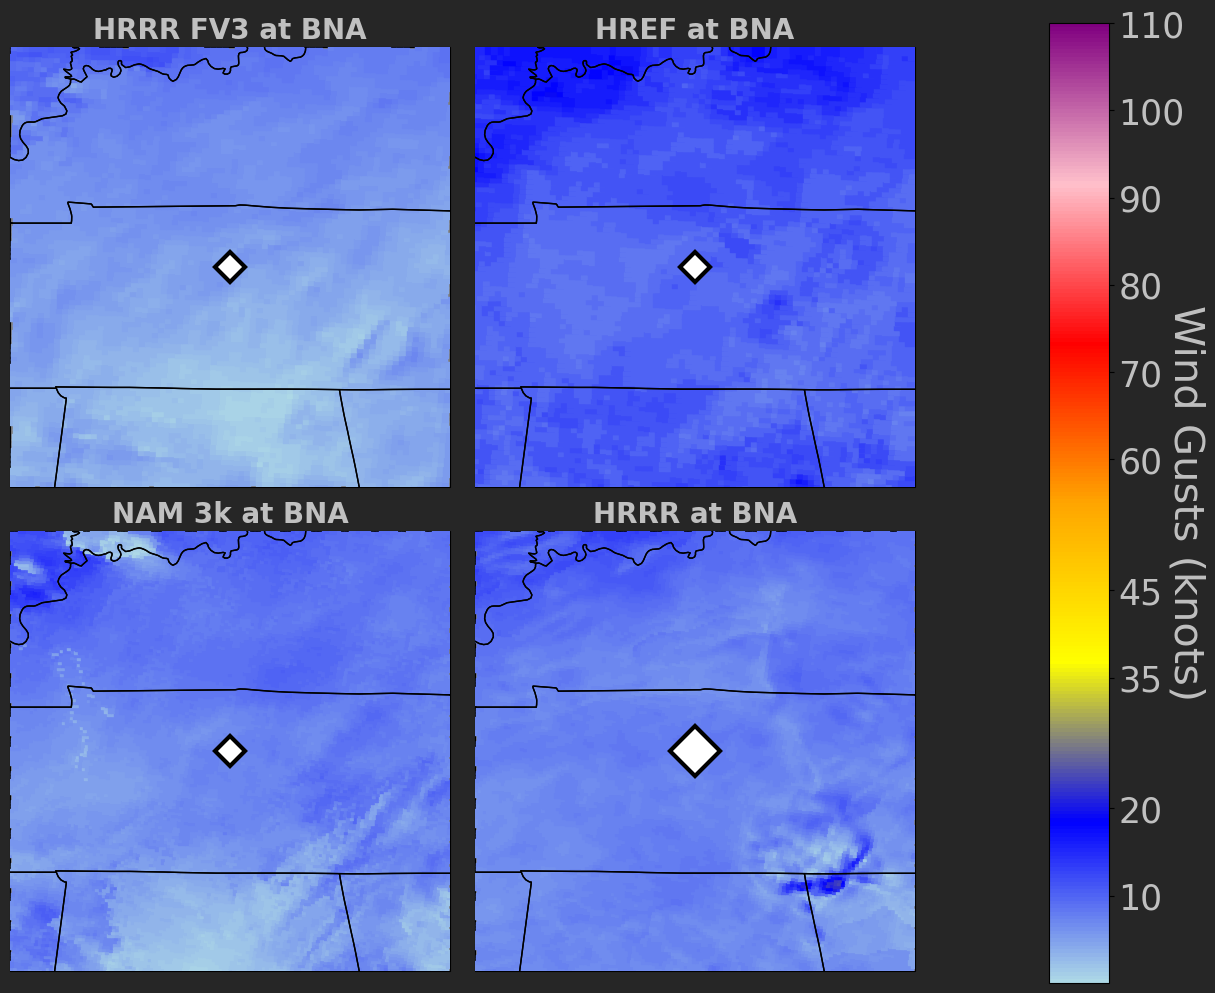 HRRR FV3 at BNA
HREF at BNA
NAM 3k at BNA
HRRR at BNA
110
100
90
80
70
60
45
35
20
10
Wind Gusts (knots)